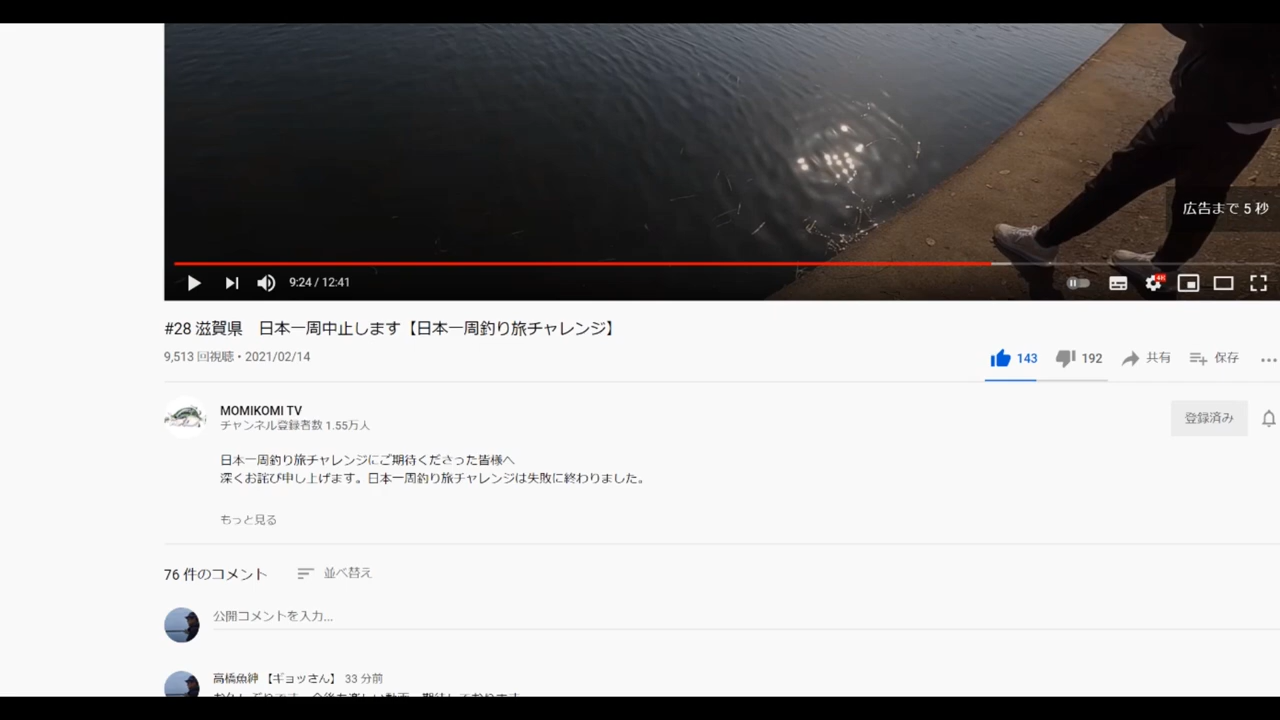 広告まで 5 秒
9:24 / 12:41
4K
#28 滋賀県　日本一周中止します【日本一周釣り旅チャレンジ】
9,513 回視聴・2021/02/14
143
192
共有
保存
MOMIKOMI TV
チャンネル登録者数 1.55万人
登録済み
日本一周釣り旅チャレンジにご期待くださった皆様へ
深くお詫び申し上げます。日本一周釣り旅チャレンジは失敗に終わりました。
もっと見る
76 件のコメント
並べ替え
公開コメントを入力...
高橋魚紳 【ギョッさん】 33 分前